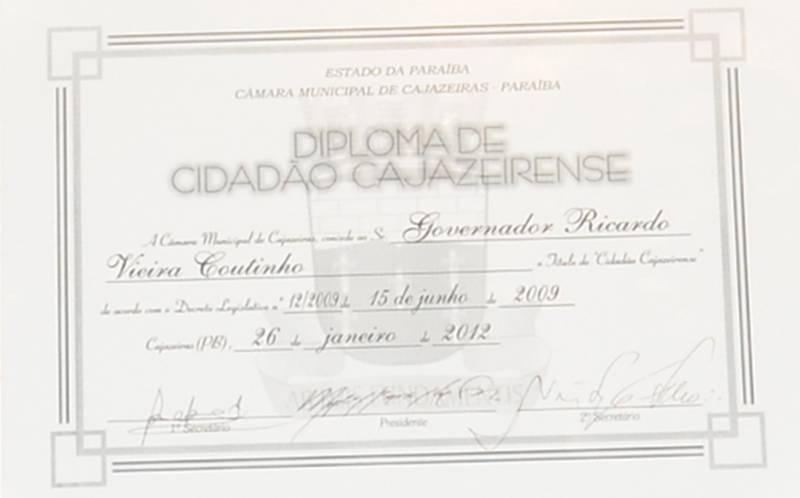 ESTADO DA PARAÍBA
CÂMARA MUNICIPAL DE CAJAZEIRAS - PARAÍBA
DIPLOMA DE
CIDADÃO CAJAZEIRENSE
A Câmara Municipal de Cajazeiras, concede ao Sr. Governador Ricardo
Vieira Coutinho o Título de "Cidadão Cajazeirense"
de acordo com o Decreto Legislativo n° 12/2009 de 15 de junho de 2009
Cajazeiras (PB), 26 de janeiro de 2012
1º Secretário Presidente 2º Secretário